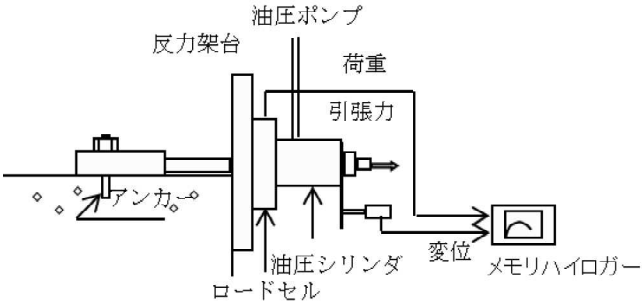 油圧ポンプ
反力架台
荷重
引張力
アンカー
油圧シリンダ
変位
メモリハイロガー
ロードセル